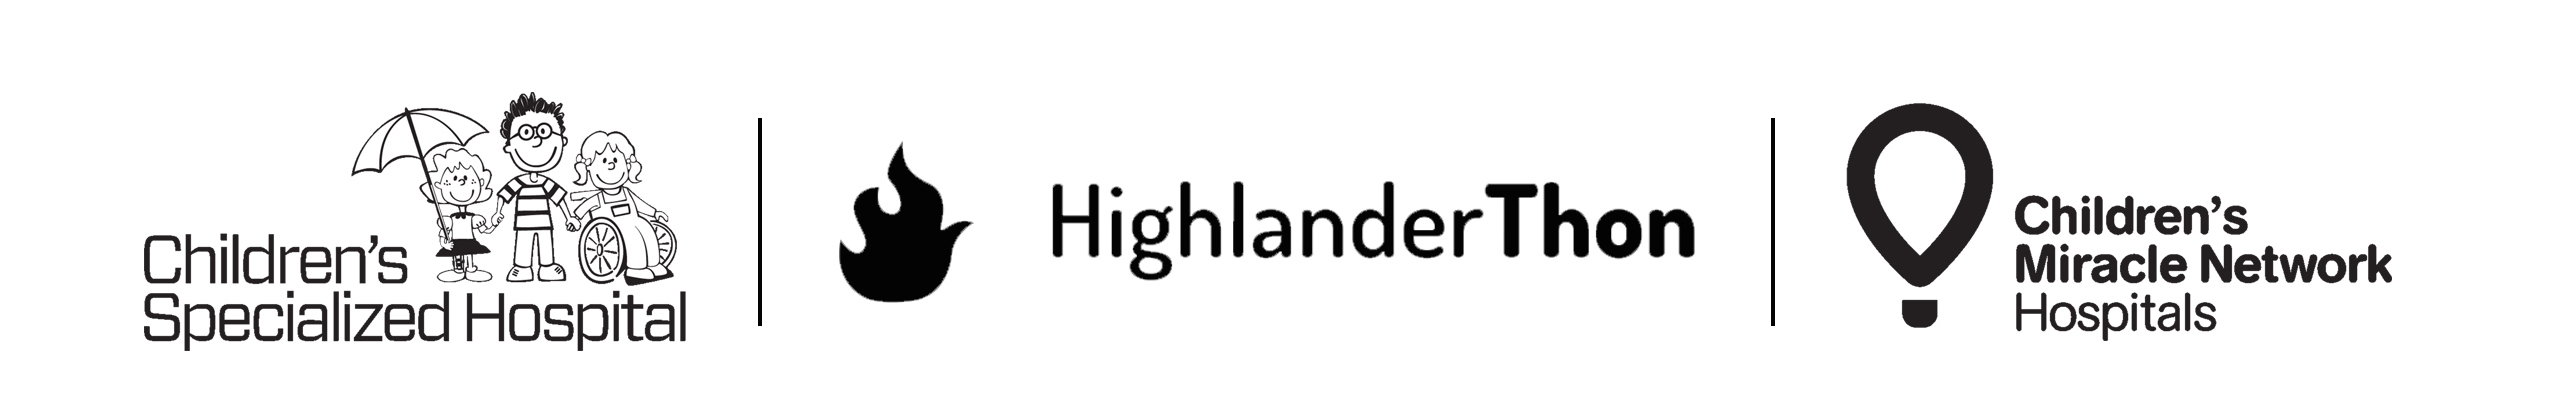 Children's
Specialized Hospital
HighlanderThon
Children's
Miracle Network
Hospitals